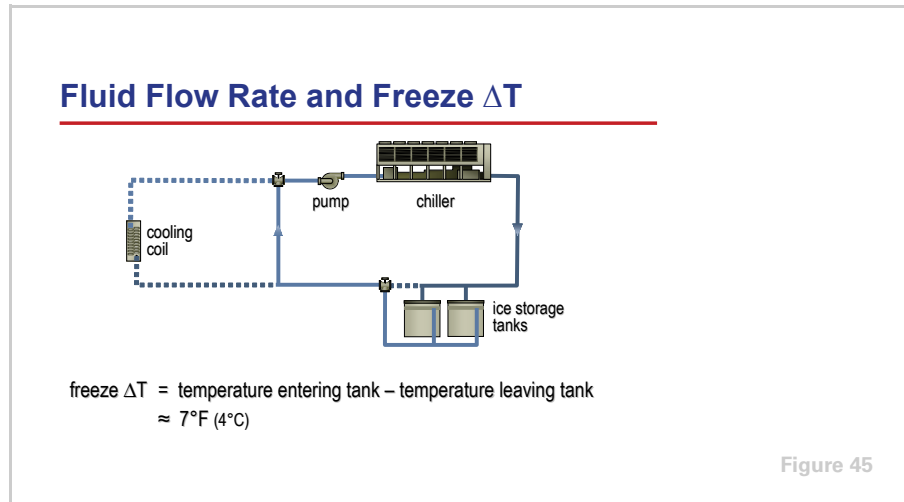 Fluid Flow Rate and Freeze ΔT
pump
chiller
cooling
coil
ice storage
tanks
freeze ΔT = temperature entering tank – temperature leaving tank
≈ 7°F (4°C)
Figure 45